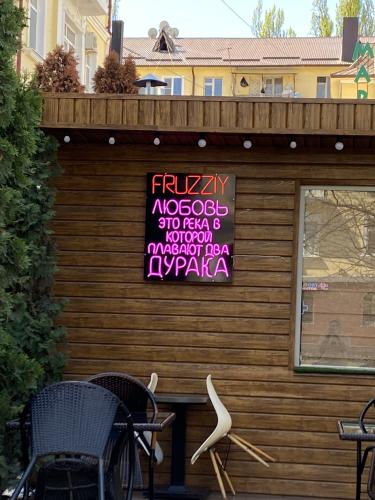 FRUZZIY
ЛЮБОВЬ
ЭТО РЕКА В
КОТОРОЙ
ПЛАВАЮТ ДВА
ДУРАКА